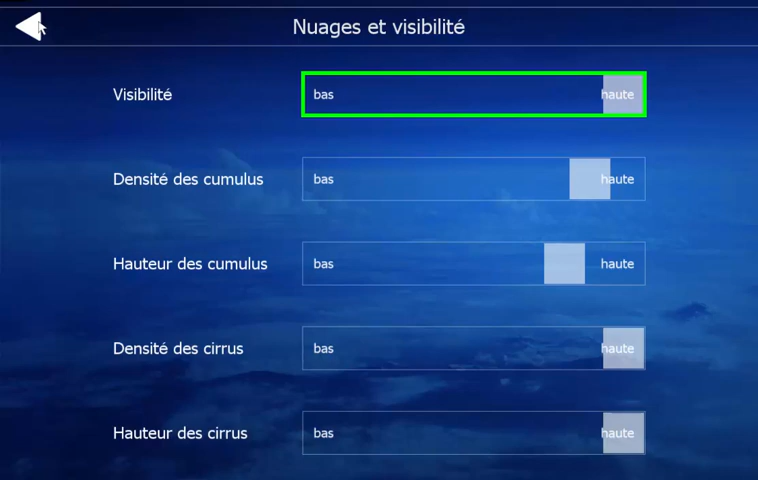 Nuages et visibilité
Visibilité bas haute
Densité des cumulus bas haute
Hauteur des cumulus bas haute
Densité des cirrus bas haute
Hauteur des cirrus bas haute